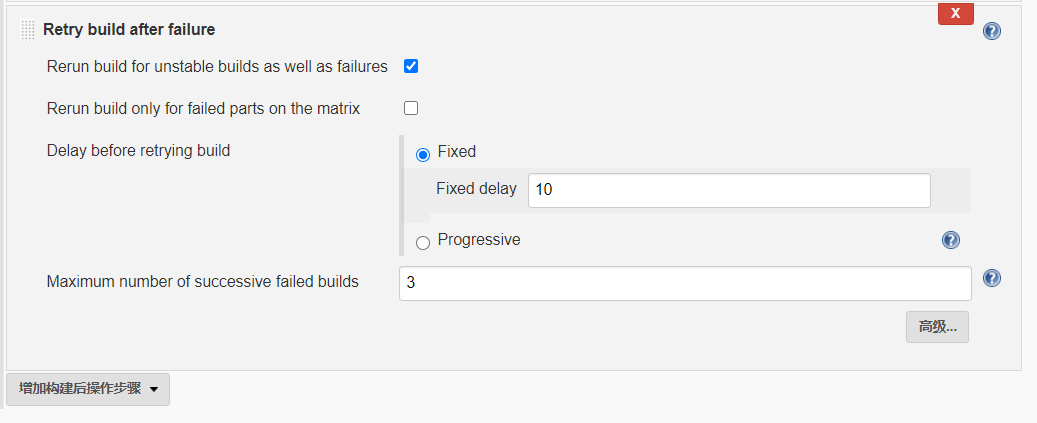 Retry build after failure
X
?
Rerun build for unstable builds as well as failures
Rerun build only for failed parts on the matrix
Delay before retrying build
Fixed
Fixed delay
10
Progressive
?
Maximum number of successive failed builds
3
?
高级...
增加构建后操作步骤